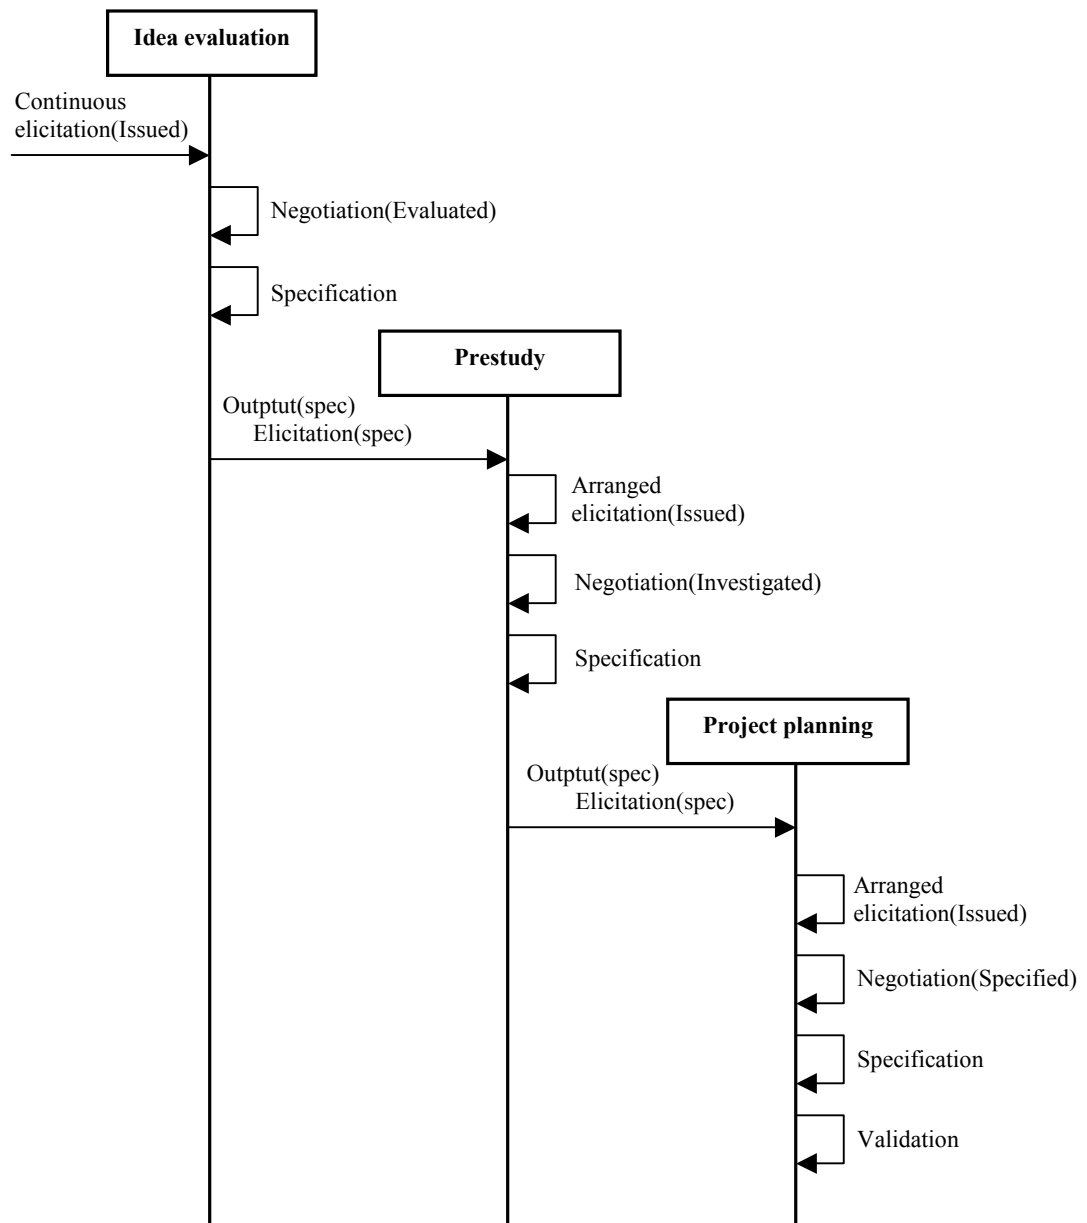 Idea evaluation
Continuous
elicitation(Issued)
Negotiation(Evaluated)
Specification
Prestudy
Outptut(spec)
Elicitation(spec)
Arranged
elicitation(Issued)
Negotiation(Investigated)
Specification
Project planning
Outptut(spec)
Elicitation(spec)
Arranged
elicitation(Issued)
Negotiation(Specified)
Specification
Validation